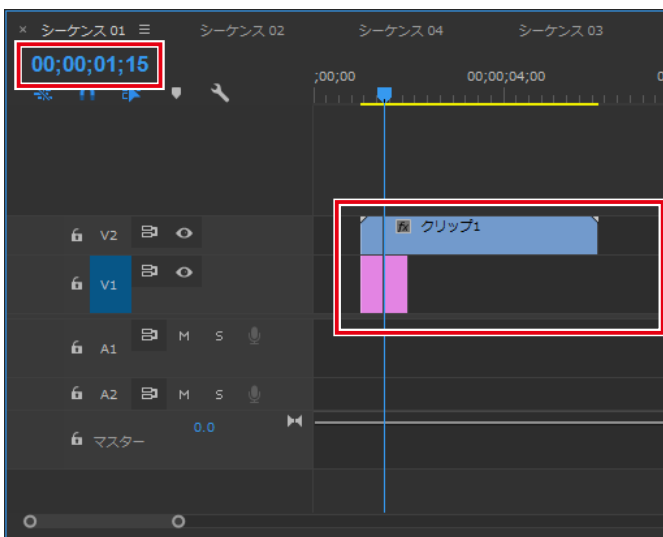 × シーケンス 01 ☰ シーケンス 02 シーケンス 04 シーケンス 03
00;00;01;15
;00;00 00;00;04;00 0
V2 fx クリップ1
V1
A1 M S
A2 M S
マスター 0.0